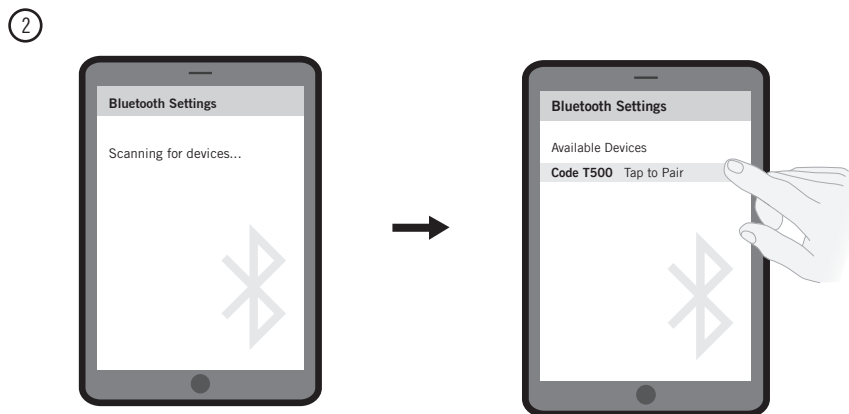 2
Bluetooth Settings
Scanning for devices...
Bluetooth Settings
Available Devices
Code T500 Tap to Pair